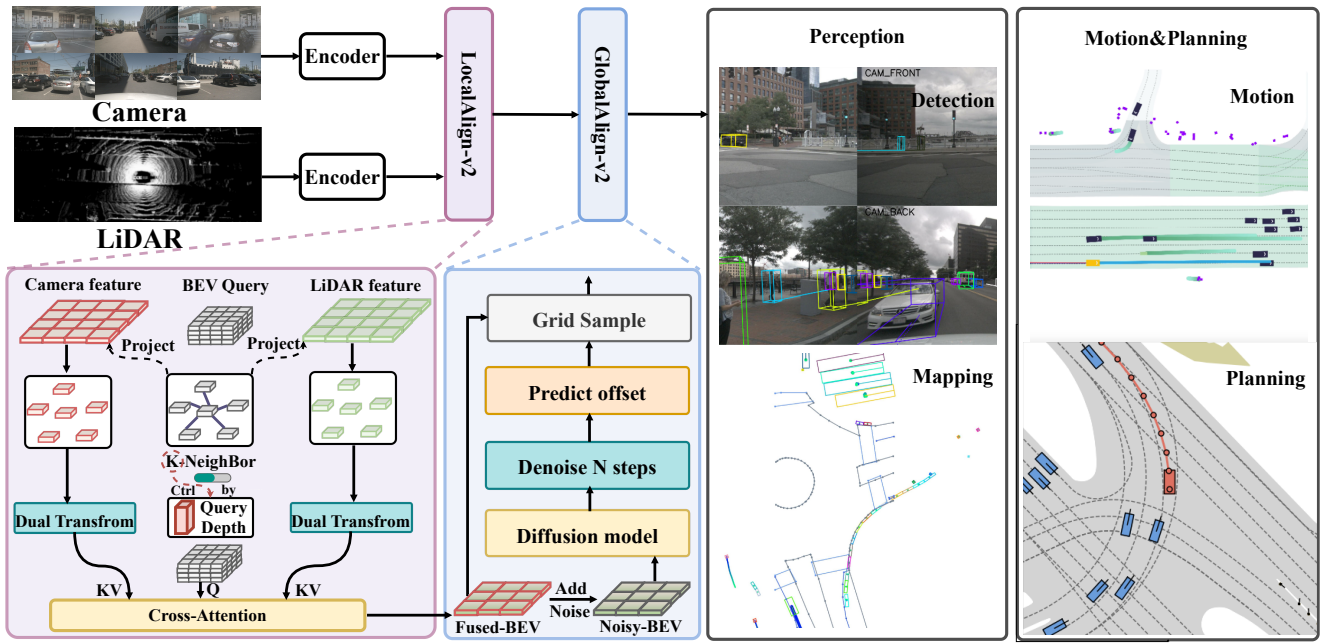 Camera
LiDAR
Encoder
Encoder
LocalAlign-v2
GlobalAlign-v2
Camera feature
BEV Query
LiDAR feature
Project
Project
K-NeighBor
Ctrl
by
Query
Depth
Dual Transfrom
Dual Transfrom
KV
Q
KV
Cross-Attention
Grid Sample
Predict offset
Denoise N steps
Diffusion model
Fused-BEV
Add
Noise
Noisy-BEV
Perception
CAM_FRONT
Detection
CAM_BACK
Mapping
Motion&Planning
Motion
Planning